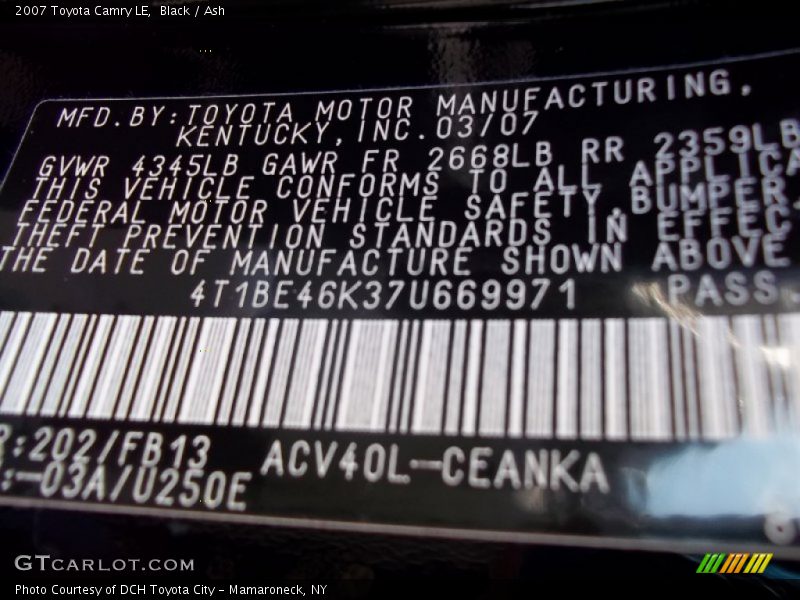 2007 Toyota Camry LE, Black / Ash
MFD.BY:TOYOTA MOTOR MANUFACTURING,
KENTUCKY,INC.03/07
GVWR 4345LB GAWR FR 2668LB RR 2359LB
THIS VEHICLE CONFORMS TO ALL APPLICA
FEDERAL MOTOR VEHICLE SAFETY,BUMPER,
THEFT PREVENTION STANDARDS IN EFFEC
THE DATE OF MANUFACTURE SHOWN ABOVE
4T1BE46K37U669971 PASS.
R:202/FB13 ACV40L-CEANKA
:-03A/U250E
GTCARLOT.COM
Photo Courtesy of DCH Toyota City - Mamaroneck, NY